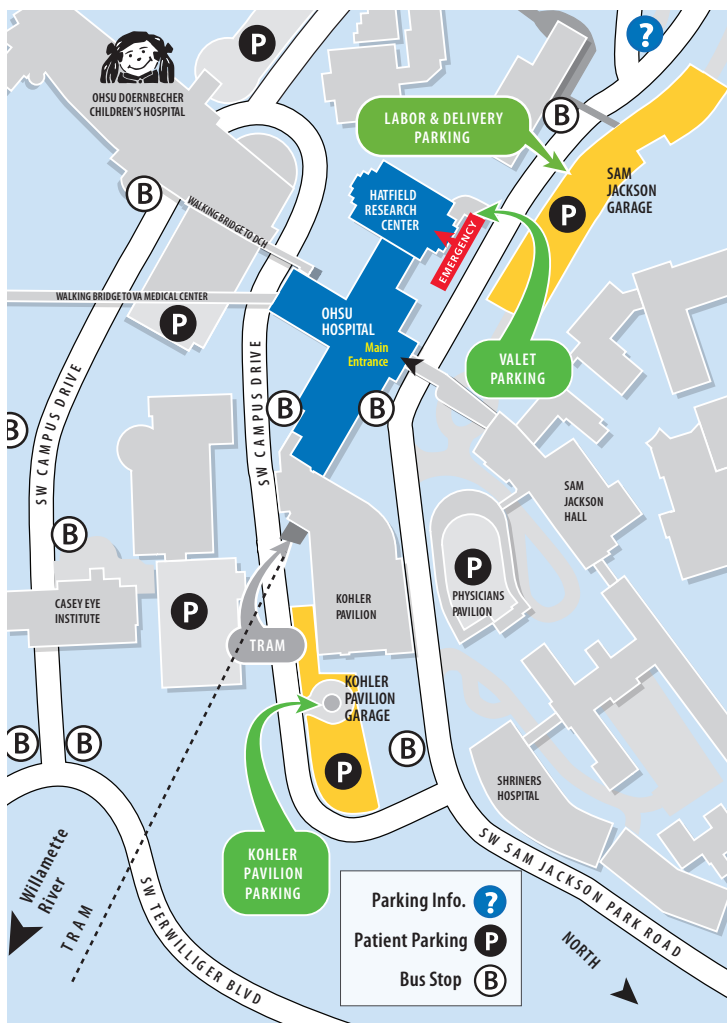 P
?
OHSU DOERNBECHER
CHILDREN'S HOSPITAL
LABOR & DELIVERY
PARKING
B
SAM
JACKSON
GARAGE
B
WALKING BRIDGE TO DCH
HATFIELD
RESEARCH
CENTER
EMERGENCY
P
WALKING BRIDGE TO VA MEDICAL CENTER
P
OHSU
HOSPITAL
Main
Entrance
VALET
PARKING
SW CAMPUS DRIVE
SW CAMPUS DRIVE
B
B
B
SAM
JACKSON
HALL
B
P
PHYSICIANS
PAVILION
CASEY EYE
INSTITUTE
P
KOHLER
PAVILION
TRAM
KOHLER
PAVILION
GARAGE
B
B
B
P
SHRINERS
HOSPITAL
KOHLER
PAVILION
PARKING
Willamette
River
TRAM
SW TERWILLIGER BLVD
SW SAM JACKSON PARK ROAD
NORTH
Parking Info. ?
Patient Parking P
Bus Stop B